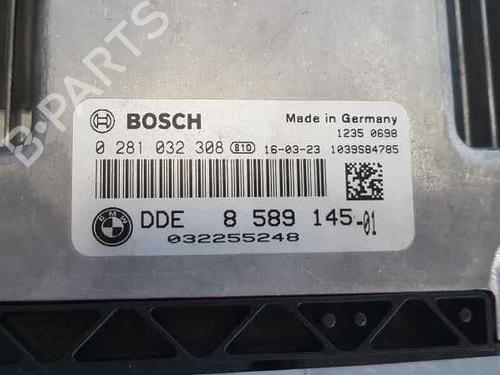 B-PARTS
BOSCH
Made in Germany
1235 0698
0 281 032 308 810 16-03-23 1039S84785
BMW
DDE 8 589 145-01
032255248